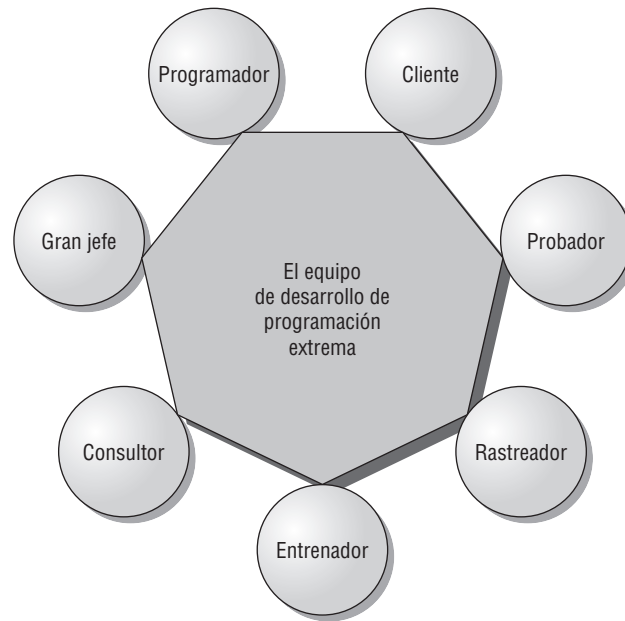 Programador
Cliente
Gran jefe
Probador
El equipo
de desarrollo de
programación
extrema
Consultor
Rastreador
Entrenador